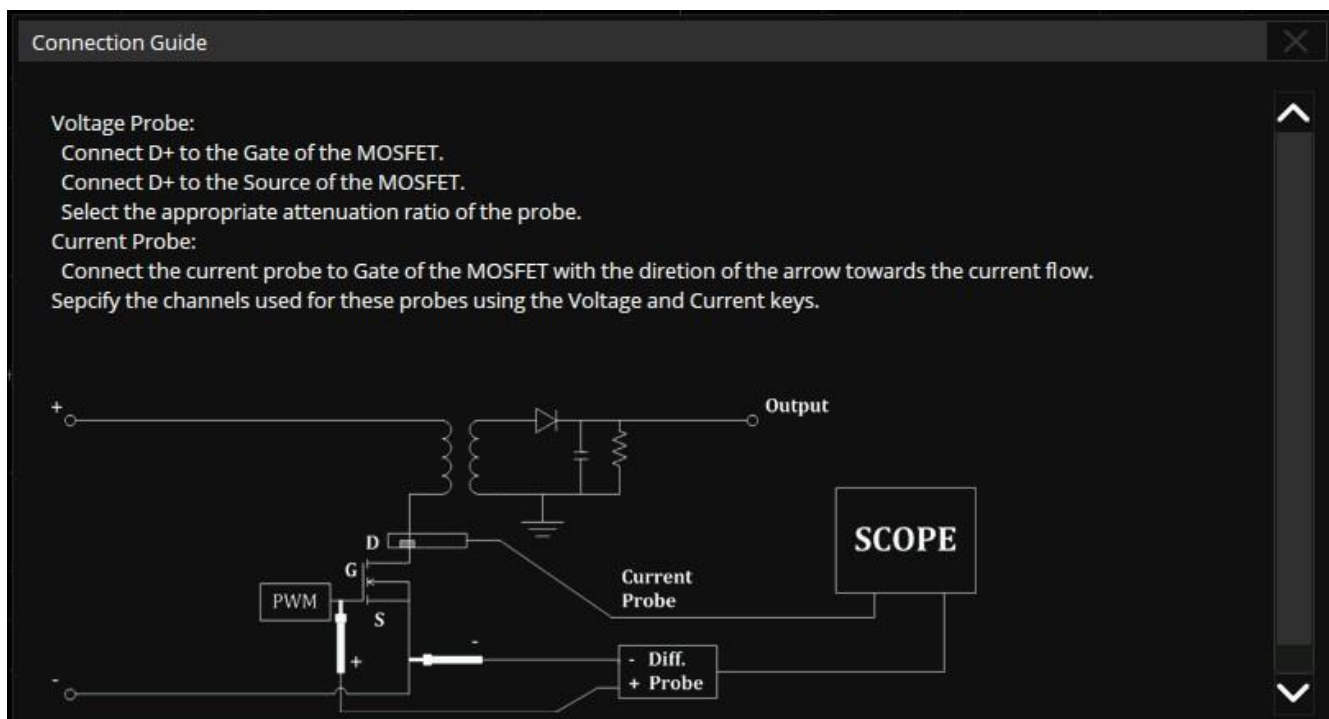 Connection Guide
Voltage Probe:
Connect D+ to the Gate of the MOSFET.
Connect D+ to the Source of the MOSFET.
Select the appropriate attenuation ratio of the probe.
Current Probe:
Connect the current probe to Gate of the MOSFET with the diretion of the arrow towards the current flow.
Sepcify the channels used for these probes using the Voltage and Current keys.
+
Output
SCOPE
D
G
Current
Probe
PWM
S
-
+
- Diff.
+ Probe
-